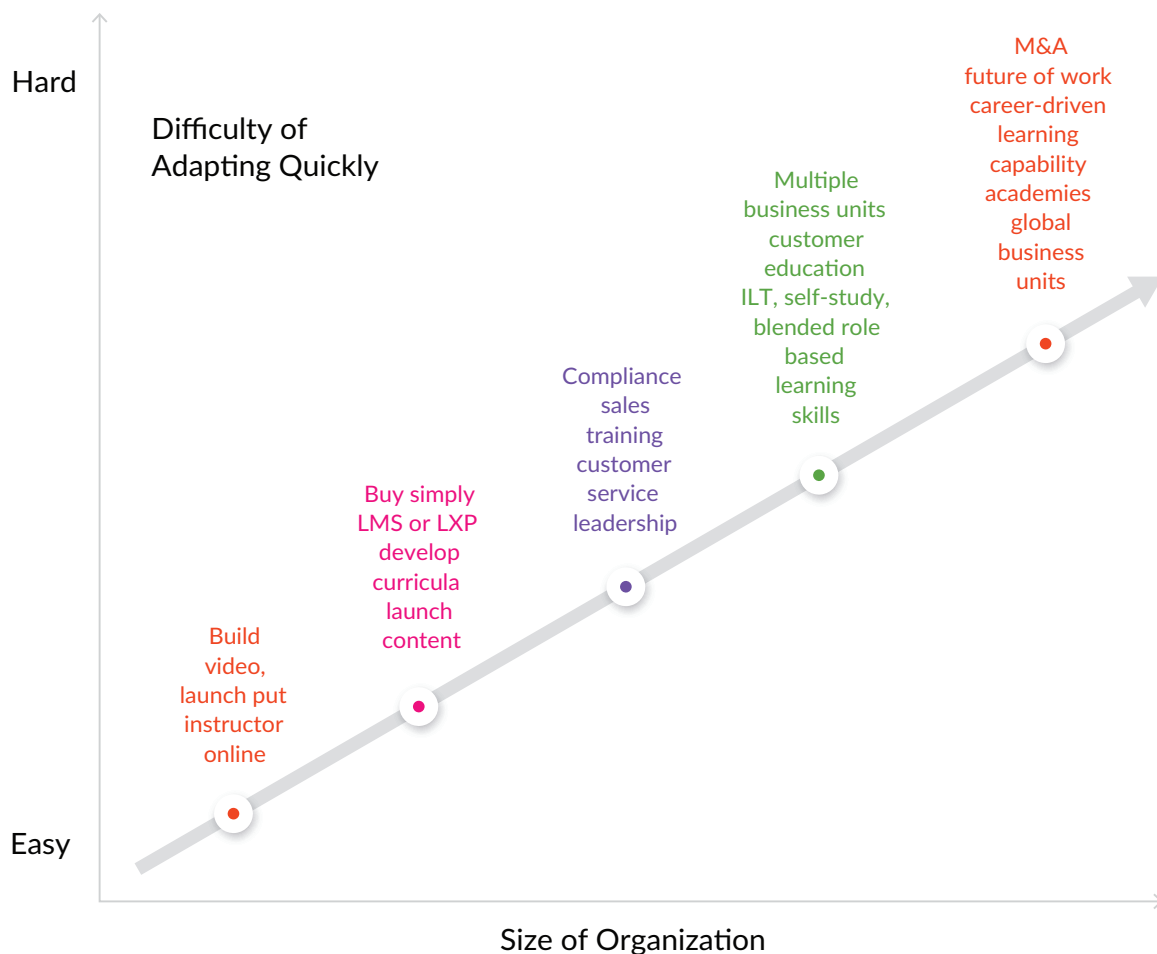 Hard
Difficulty of
Adapting Quickly
M&A
future of work
career-driven
learning
capability
academies
global
business
units
Multiple
business units
customer
education
ILT, self-study,
blended role
based
learning
skills
Compliance
sales
training
customer
service
leadership
Buy simply
LMS or LXP
develop
curricula
launch
content
Build
video,
launch put
instructor
online
Easy
Size of Organization